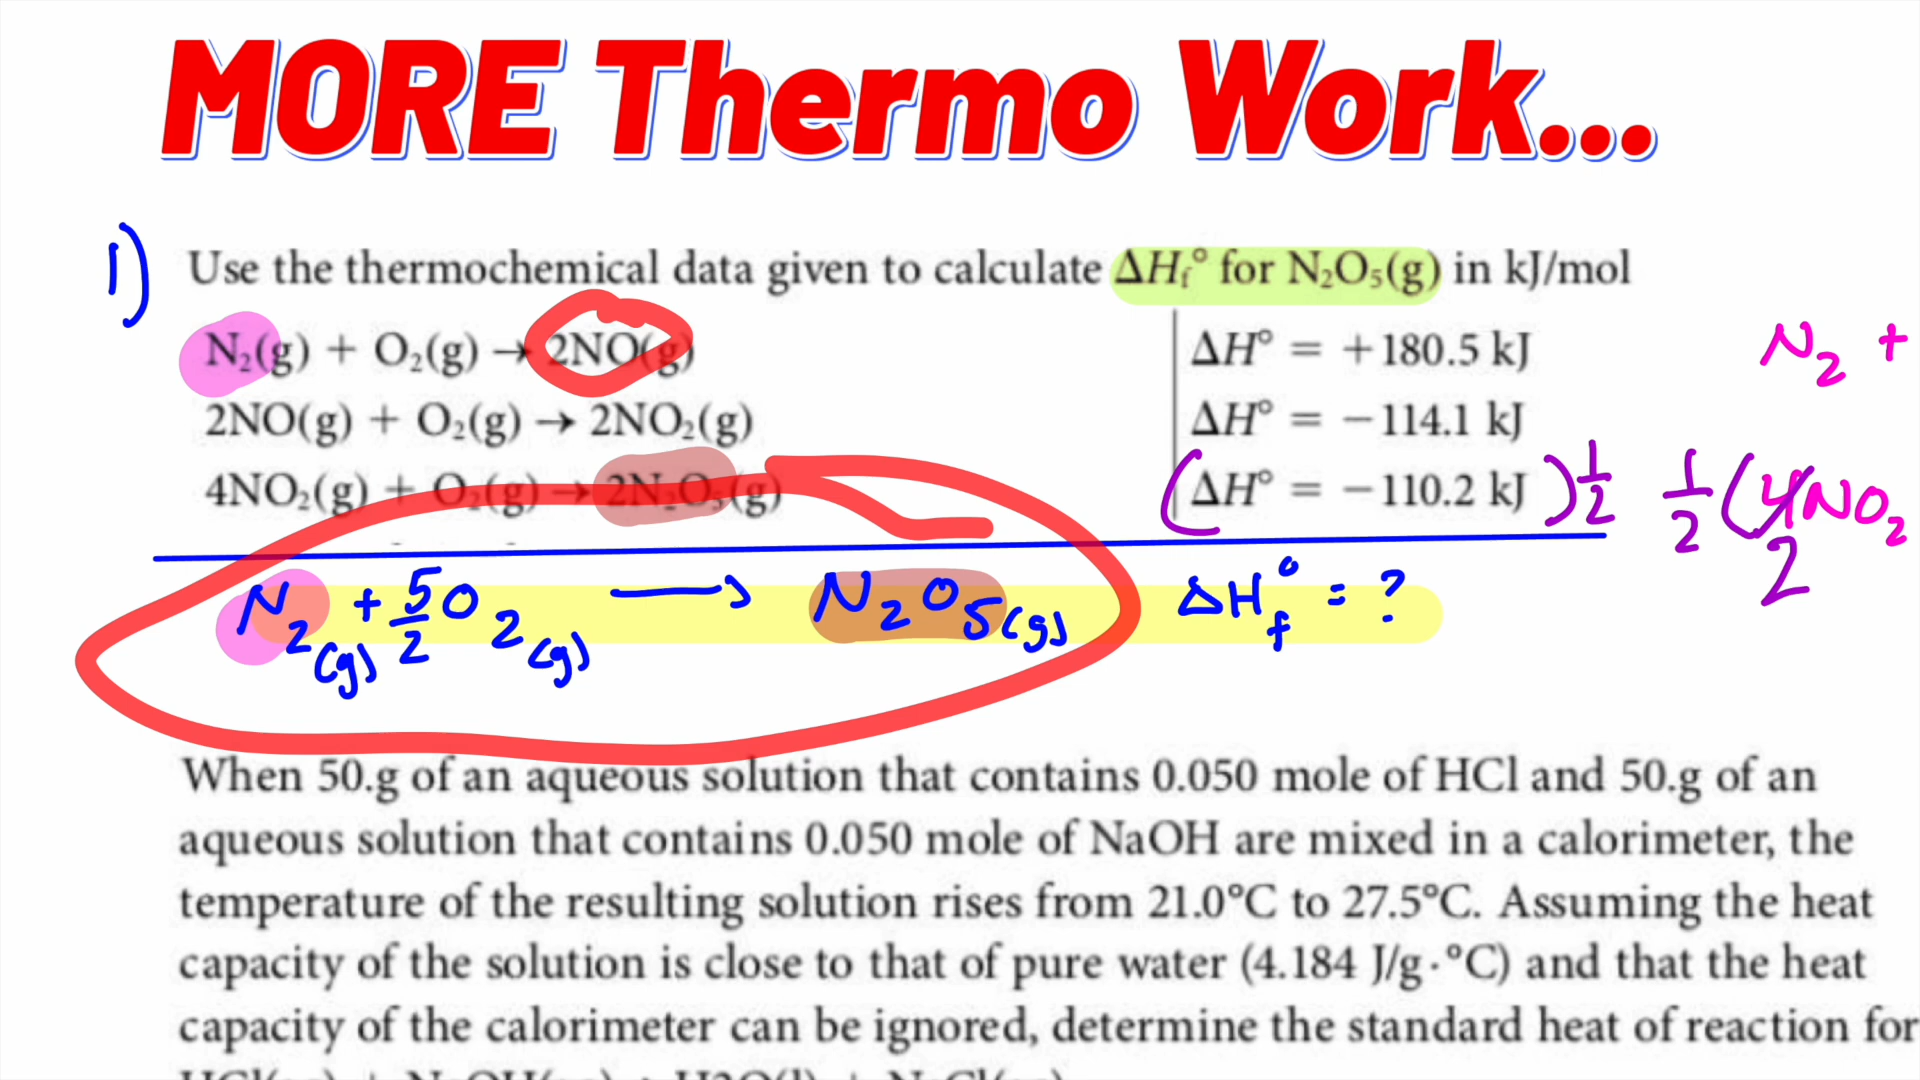 MORE Thermo Work...
1) Use the thermochemical data given to calculate ΔHf° for N₂O₅(g) in kJ/mol
N₂(g) + O₂(g) → 2NO(g) ΔH° = +180.5 kJ N₂ +
2NO(g) + O₂(g) → 2NO₂(g) ΔH° = −114.1 kJ
4NO₂(g) + O₂(g) → 2N₂O₅(g) (ΔH° = −110.2 kJ)½ ½(4NO₂
2
N₂(g) + 5/2 O₂(g) → N₂O₅(g) ΔHf° = ?
When 50.g of an aqueous solution that contains 0.050 mole of HCl and 50.g of an
aqueous solution that contains 0.050 mole of NaOH are mixed in a calorimeter, the
temperature of the resulting solution rises from 21.0°C to 27.5°C. Assuming the heat
capacity of the solution is close to that of pure water (4.184 J/g·°C) and that the heat
capacity of the calorimeter can be ignored, determine the standard heat of reaction for